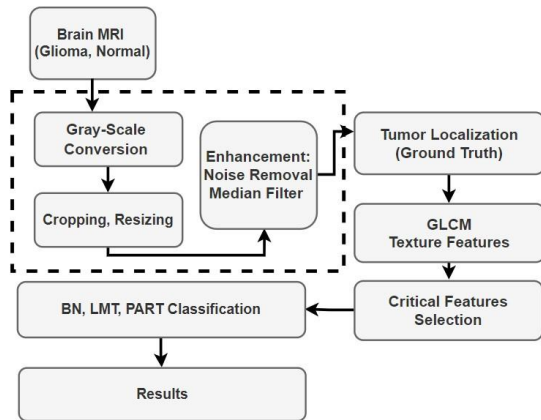 Brain MRI
(Glioma, Normal)
Gray-Scale
Conversion
Cropping, Resizing
Enhancement:
Noise Removal
Median Filter
Tumor Localization
(Ground Truth)
GLCM
Texture Features
Critical Features
Selection
BN, LMT, PART Classification
Results